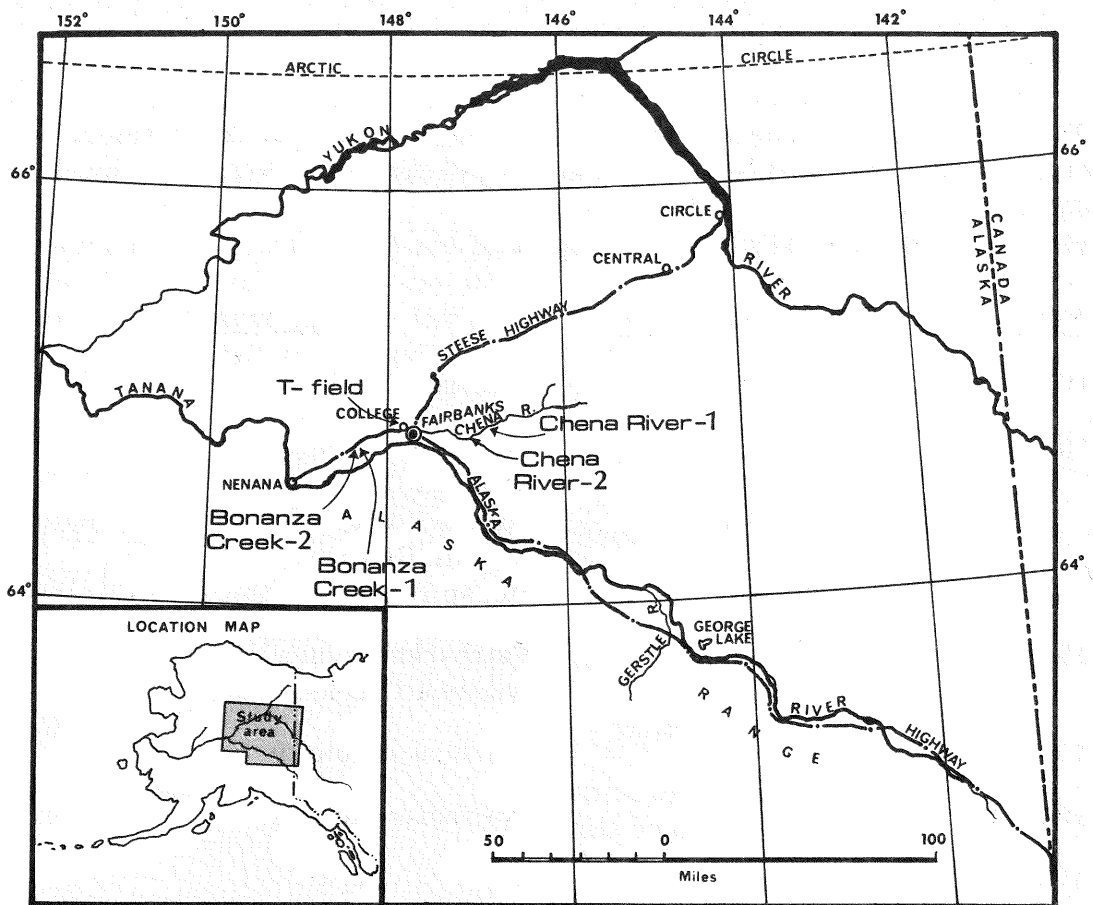 152° 150° 148° 146° 144° 142°
ARCTIC CIRCLE
YUKON
66° 66°
CIRCLE
CANADA
ALASKA
CENTRAL
RIVER
STEESE HIGHWAY
TANANA
T- field
COLLEGE
FAIRBANKS
CHENA R.
Chena River-1
Chena
River-2
NENANA
ALASKA
Bonanza
Creek-2
ALASKA
Bonanza
Creek-1
64° 64°
R.
GERSTLE
GEORGE
LAKE
RANGE
RIVER
HIGHWAY
LOCATION MAP
Study
area
50 0 100
Miles